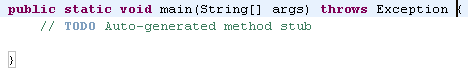 public static void main(String[] args) throws Exception {
// TODO Auto-generated method stub
}